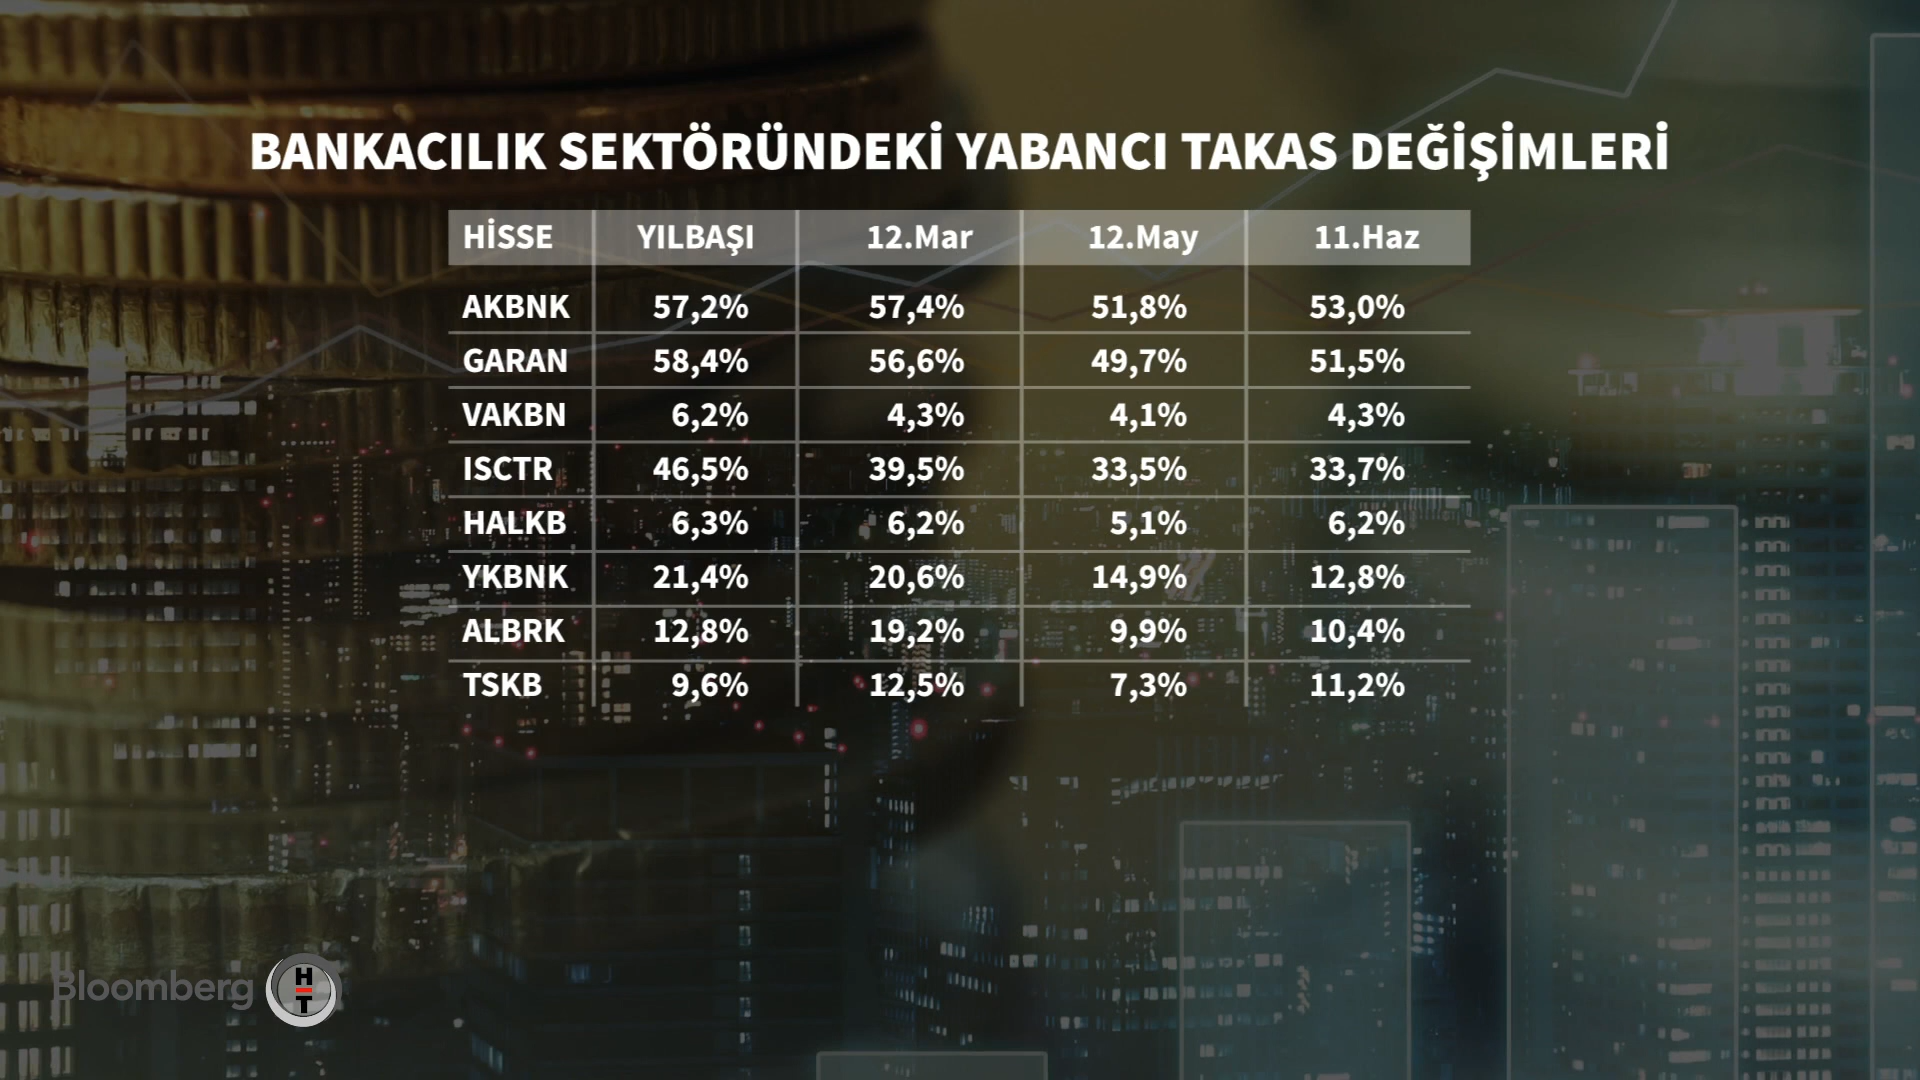 BANKACILIK SEKTÖRÜNDEKİ YABANCI TAKAS DEĞİŞİMLERİ
HİSSE YILBAŞI 12.Mar 12.May 11.Haz
AKBNK 57,2% 57,4% 51,8% 53,0%
GARAN 58,4% 56,6% 49,7% 51,5%
VAKBN 6,2% 4,3% 4,1% 4,3%
ISCTR 46,5% 39,5% 33,5% 33,7%
HALKB 6,3% 6,2% 5,1% 6,2%
YKBNK 21,4% 20,6% 14,9% 12,8%
ALBRK 12,8% 19,2% 9,9% 10,4%
TSKB 9,6% 12,5% 7,3% 11,2%
Bloomberg HT